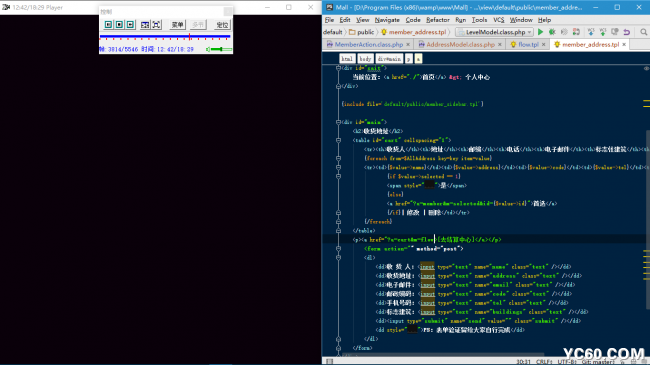 12:42/18:29 Player
控制
菜单
命令
定位
帧: 3814/5546 时间: 12:42/18:29
Mall - [D:\Program Files (x86)\wamp\www\Mall] - ...\view\default\public\member_addre...
File Edit View Navigate Code Refactor Run Tools VCS Window Help
default public member_address.tpl LevelModel.class.php
MemberAction.class.php AddressModel.class.php flow.tpl member_address.tpl
html body div#main p a
<div id="sait">
当前位置: <a href="./">首页</a> &gt; 个人中心
</div>
{include file='default/public/member_sidebar.tpl'}
<div id="main">
<h2>收货地址</h2>
<table id="cart" cellspacing="1">
<tr><th>收货人</th><th>地址</th><th>邮编</th><th>电话</th><th>电子邮件</th><th>标志建筑</th><th>
{foreach from=$AllAddress key=key item=value}
<tr><td>{$value->name}</td><td>{$value->address}</td><td>{$value->code}</td><td>{$value->tel}</td><td>
{if $value->selected == 1}
<span style="
">是</span>
{else}
<a href="?a=member&m=selected&id={$value->id}">首选</a>
{/if} | 修改 | 删除</td></tr>
{/foreach}
</table>
<p><a href="?a=cart&m=flow">[去结算中心]</a></p>
<form action="" method="post">
<dl>
<dd>收 货 人: <input type="text" name="name" class="text" /></dd>
<dd>收货地址: <input type="text" name="address" class="text" /></dd>
<dd>电子邮件: <input type="text" name="email" class="text" /></dd>
<dd>邮政编码: <input type="text" name="code" class="text" /></dd>
<dd>手机号码: <input type="text" name="tel" class="text" /></dd>
<dd>标志建筑: <input type="text" name="buildings" class="text" /></dd>
<dd><input type="submit" name="send" value="" class="submit" /></dd>
<dd style="
">PS: 表单验证留给大家自行完成</dd>
</dl>
</form>
30:31 CRLF UTF-8 Git: master
YC60.COM